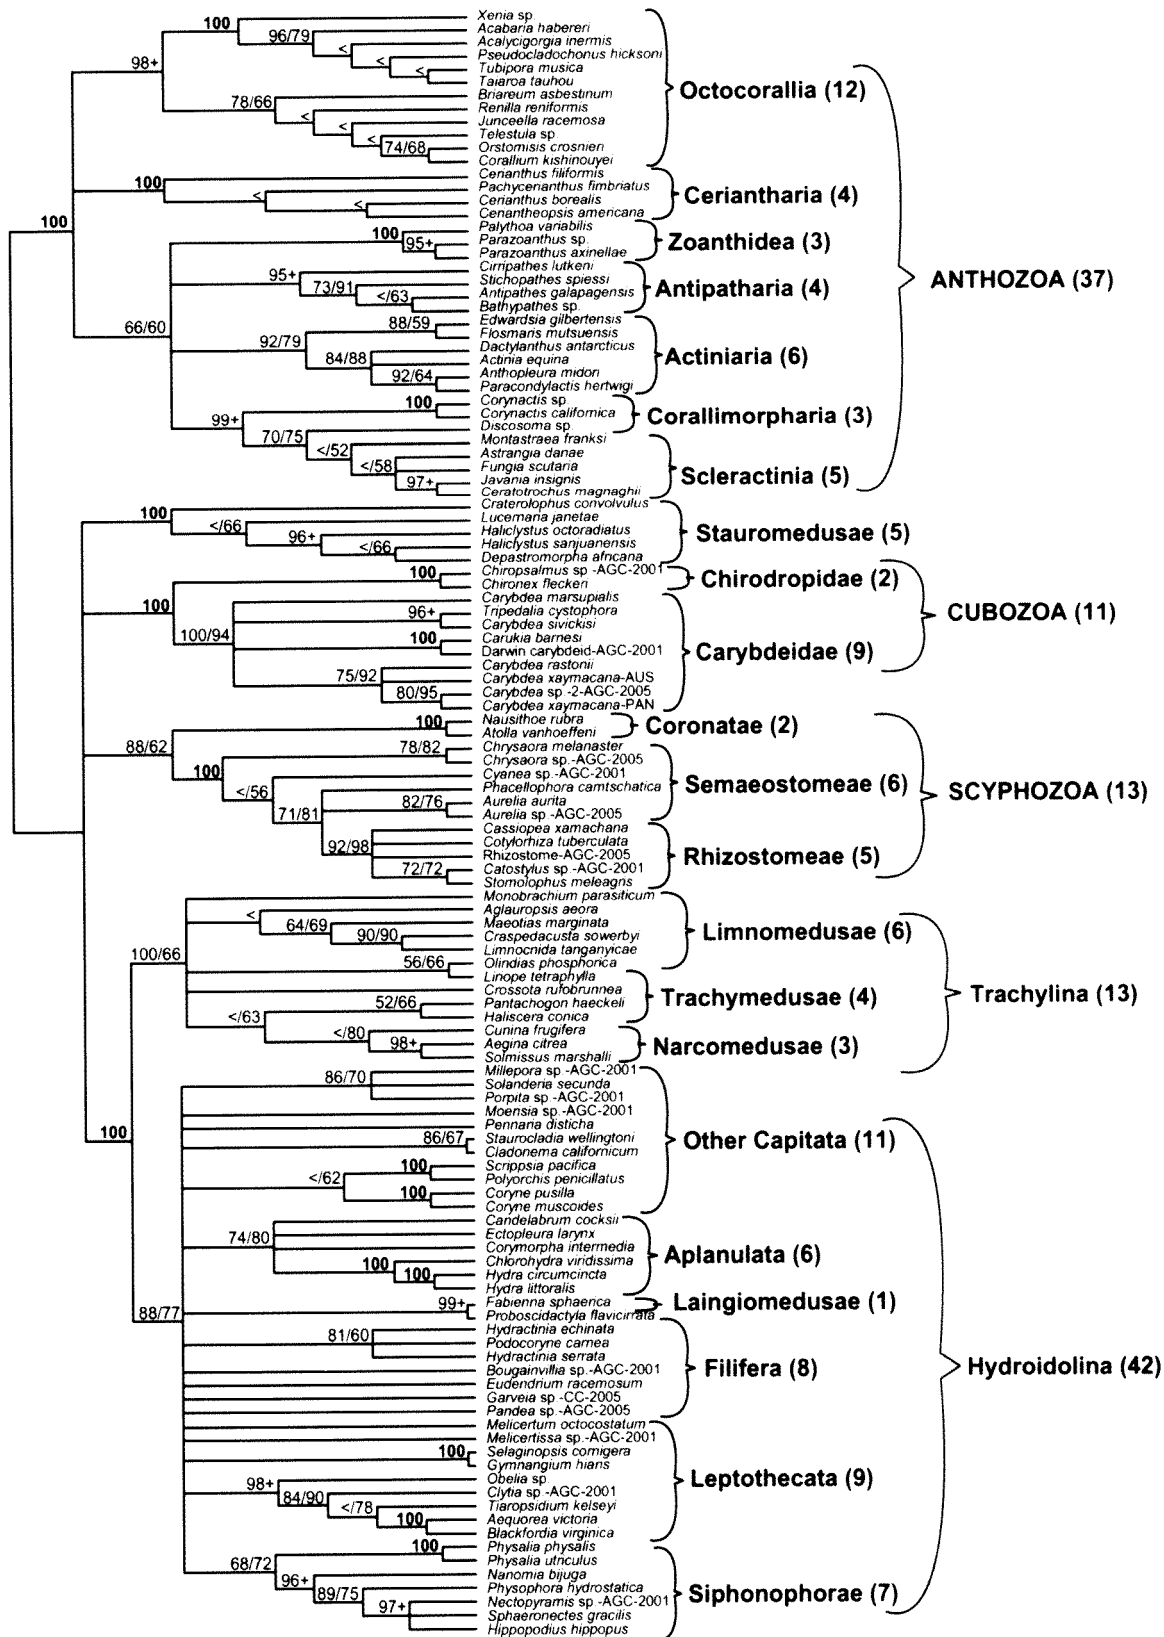 Xenia sp.
Acabaria habereri
Acalycigorgia inermis
Pseudocladochonus hicksoni
Tubipora musica
Taiaroa tauhou
Briareum asbestinum
Renilla reniformis
Junceella racemosa
Telestula sp.
Orstomisis crosnieri
Corallium kishinouyei
Cerianthus filiformis
Pachycerianthus fimbriatus
Cerianthus borealis
Ceriantheopsis americana
Palythoa variabilis
Parazoanthus sp.
Parazoanthus axinellae
Cirripathes lutkeni
Stichopathes spiessi
Antipathes galapagensis
Bathypathes sp.
Edwardsia gilbertensis
Flosmaris mutsuensis
Dactylanthus antarcticus
Actinia equina
Anthopleura midori
Paracondylactis hertwigi
Corynactis sp.
Corynactis californica
Discosoma sp.
Montastraea franksi
Astrangia danae
Fungia scutaria
Javania insignis
Ceratotrochus magnaghii
Craterolophus convolvulus
Lucernaria janetae
Haliclystus octoradiatus
Haliclystus sanjuanensis
Depastromorpha africana
Chiropsalmus sp.-AGC-2001
Chironex fleckeri
Carybdea marsupialis
Tripedalia cystophora
Carybdea sivickisi
Carukia barnesi
Darwin carybdeid-AGC-2001
Carybdea rastonii
Carybdea xaymacana-AUS
Carybdea sp.-2-AGC-2005
Carybdea xaymacana-PAN
Nausithoe rubra
Atolla vanhoeffeni
Chrysaora melanaster
Chrysaora sp.-AGC-2005
Cyanea sp.-AGC-2001
Phacellophora camtschatica
Aurelia aurita
Aurelia sp.-AGC-2005
Cassiopea xamachana
Cotylorhiza tuberculata
Rhizostome-AGC-2005
Catostylus sp.-AGC-2001
Stomolophus meleagris
Monobrachium parasiticum
Aglauropsis aeora
Maeotias marginata
Craspedacusta sowerbyi
Limnocnida tanganyicae
Olindias phosphorica
Liriope tetraphylla
Crossota rufobrunnea
Pantachogon haeckeli
Haliscera conica
Cunina frugifera
Aegina citrea
Solmissus marshalli
Millepora sp.-AGC-2001
Solanderia secunda
Porpita sp.-AGC-2001
Moerisia sp.-AGC-2001
Pennaria disticha
Staurocladia wellingtoni
Cladonema californicum
Scrippsia pacifica
Polyorchis penicillatus
Coryne pusilla
Coryne muscoides
Candelabrum cocksii
Ectopleura larynx
Corymorpha intermedia
Chlorohydra viridissima
Hydra circumcincta
Hydra littoralis
Fabienna sphaerica
Proboscidactyla flavicirrata
Hydractinia echinata
Podocoryne carnea
Hydractinia serrata
Bougainvillia sp.-AGC-2001
Eudendrium racemosum
Garveia sp.-CC-2005
Pandea sp.-AGC-2005
Melicertum octocostatum
Melicertissa sp.-AGC-2001
Selaginopsis cornigera
Gymnangium hians
Obelia sp.
Clytia sp.-AGC-2001
Tiaropsidium kelseyi
Aequorea victoria
Blackfordia virginica
Physalia physalis
Physalia utriculus
Nanomia bijuga
Physophora hydrostatica
Nectopyramis sp.-AGC-2001
Sphaeronectes gracilis
Hippopodius hippopus
Octocorallia (12)
Ceriantharia (4)
Zoanthidea (3)
Antipatharia (4)
Actiniaria (6)
Corallimorpharia (3)
Scleractinia (5)
Stauromedusae (5)
Chirodropidae (2)
Carybdeidae (9)
Coronatae (2)
Semaeostomeae (6)
Rhizostomeae (5)
Limnomedusae (6)
Trachymedusae (4)
Narcomedusae (3)
Other Capitata (11)
Aplanulata (6)
Laingiomedusae (1)
Filifera (8)
Leptothecata (9)
Siphonophorae (7)
ANTHOZOA (37)
CUBOZOA (11)
SCYPHOZOA (13)
Trachylina (13)
Hydroidolina (42)
100
96/79
<
<
<
98+
78/66
<
<
<
74/68
100
<
<
100
100
95+
95+
73/91
</63
66/60
88/59
92/79
84/88
92/64
100
99+
70/75
</52
</58
97+
100
</66
96+
</66
100
100
96+
100/94
100
75/92
80/95
100
88/62
78/82
100
</56
71/81
82/76
92/98
72/72
<
64/69
90/90
100/66
56/66
52/66
</63
</80
98+
86/70
100
86/67
100
</62
100
74/80
100
100
99+
88/77
81/60
100
98+
84/90
</78
100
100
68/72
96+
89/75
97+